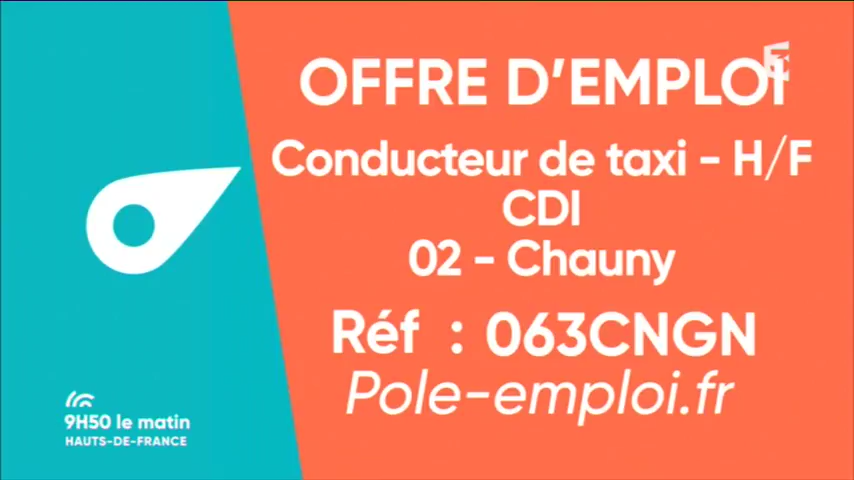 OFFRE D'EMPLOI
Conducteur de taxi - H/F
CDI
02 - Chauny
Réf : 063CNGN
Pole-emploi.fr
9H50 le matin
HAUTS-DE-FRANCE
3